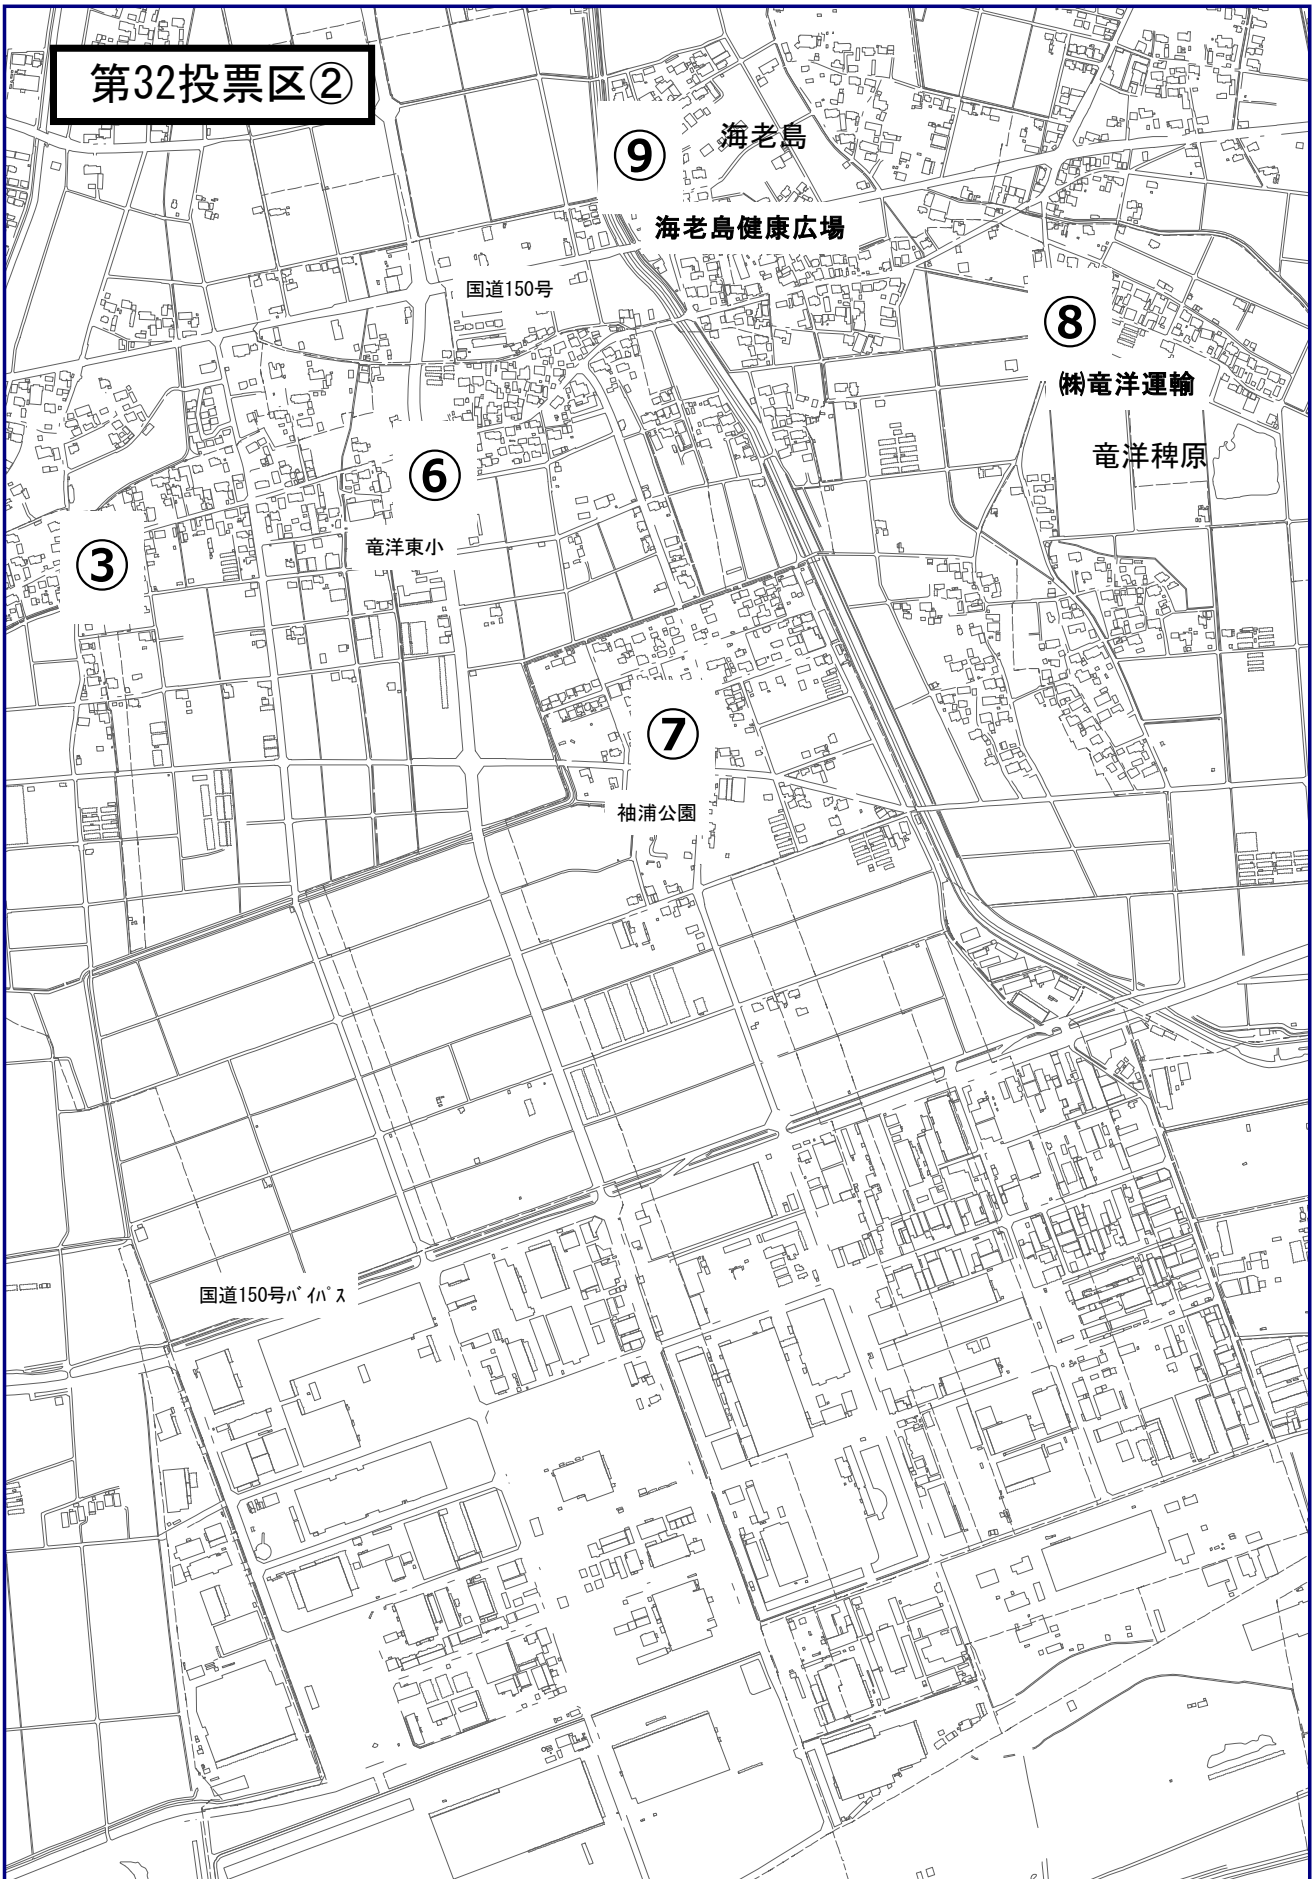 第32投票区②
⑨
海老島
海老島健康広場
国道150号
⑧
㈱竜洋運輸
竜洋稗原
⑥
竜洋東小
③
⑦
袖浦公園
国道150号ﾊﾞｲﾊﾟｽ